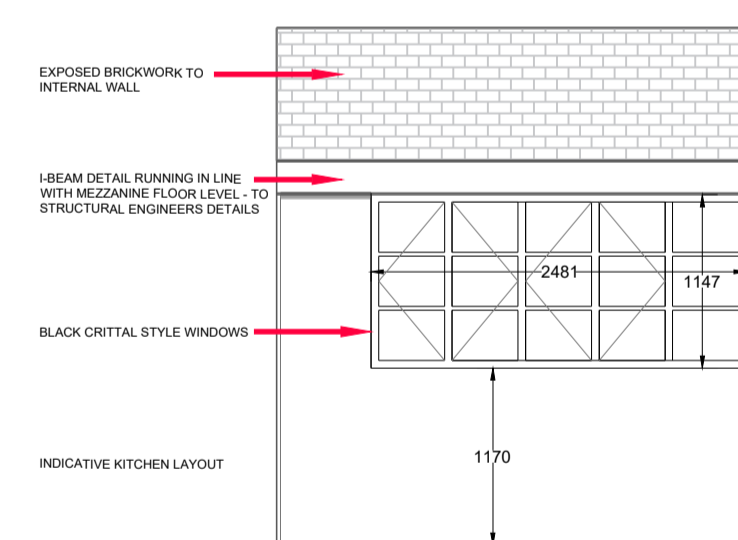 EXPOSED BRICKWORK TO
INTERNAL WALL
I-BEAM DETAIL RUNNING IN LINE
WITH MEZZANINE FLOOR LEVEL - TO
STRUCTURAL ENGINEERS DETAILS
2481
1147
BLACK CRITTAL STYLE WINDOWS
1170
INDICATIVE KITCHEN LAYOUT